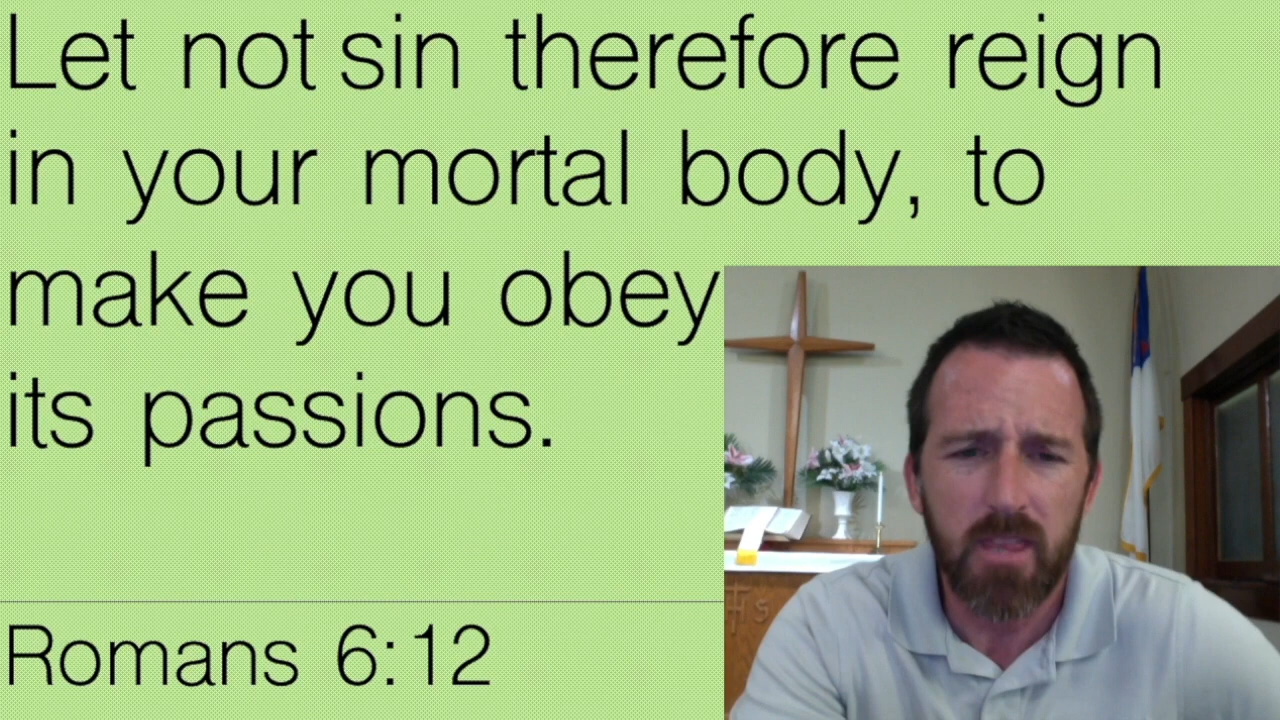 Let not sin therefore reign
in your mortal body, to
make you obey
its passions.
Romans 6:12